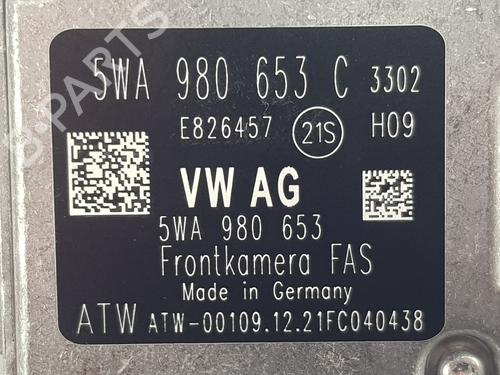 5WA 980 653 C 3302
E826457 21S H09
VW AG
5WA 980 653
Frontkamera FAS
Made in Germany
ATW ATW-00109.12.21FC040438
B-PARTS